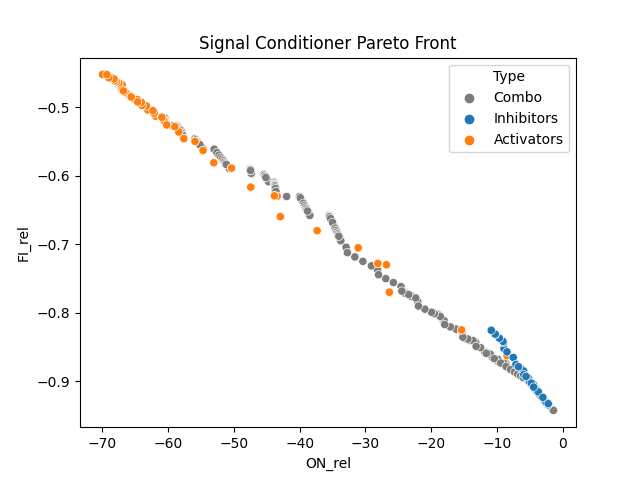 Signal Conditioner Pareto Front
Type
Combo
Inhibitors
Activators
FI_rel
−0.5
−0.6
−0.7
−0.8
−0.9
−70 −60 −50 −40 −30 −20 −10 0
ON_rel